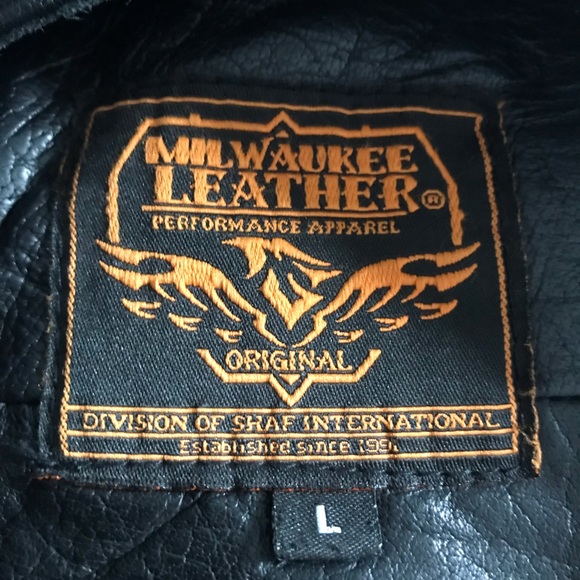 MILWAUKEE
LEATHER®
PERFORMANCE APPAREL
ORIGINAL
DIVISION OF SHAF INTERNATIONAL
Established since
L